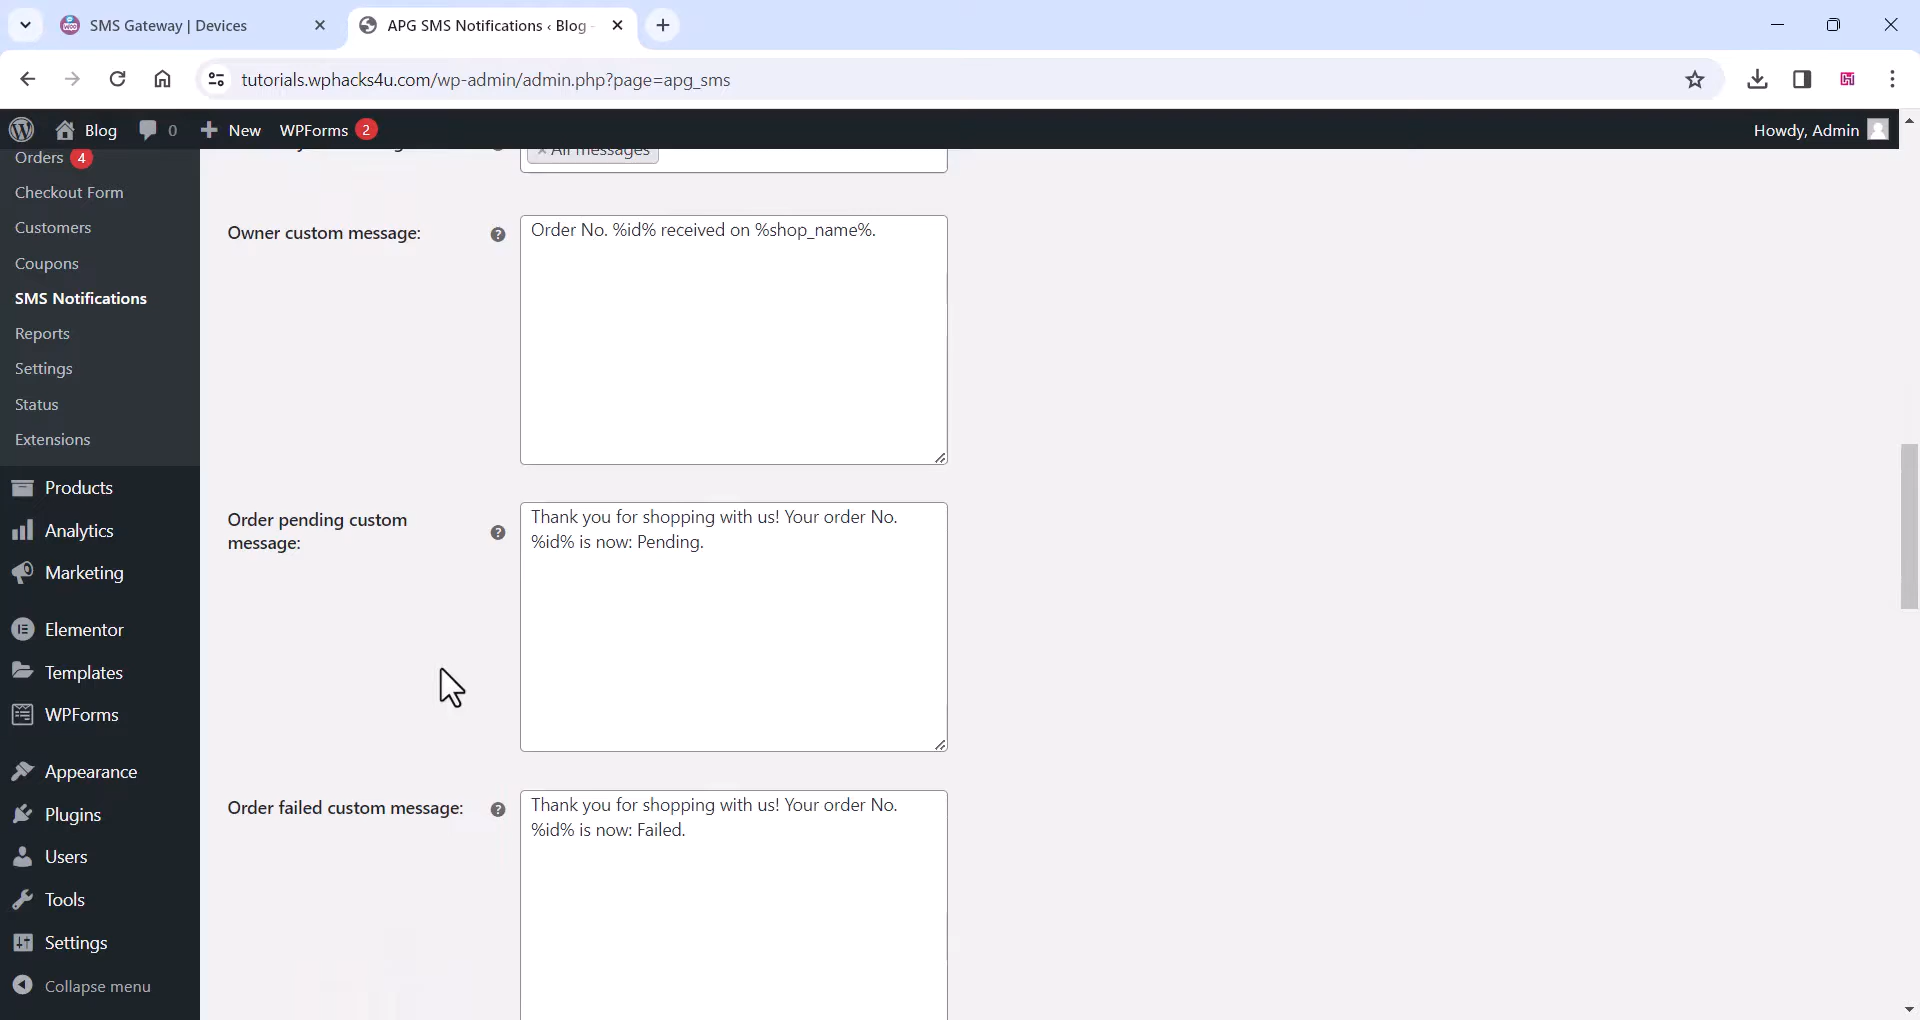 SMS Gateway | Devices
APG SMS Notifications ‹ Blog
tutorials.wphacks4u.com/wp-admin/admin.php?page=apg_sms
Blog
0
New
WPForms 2
Howdy, Admin
Orders 4
Checkout Form
Customers
Coupons
SMS Notifications
Reports
Settings
Status
Extensions
Products
Analytics
Marketing
Elementor
Templates
WPForms
Appearance
Plugins
Users
Tools
Settings
Collapse menu
× All messages
Owner custom message:
Order No. %id% received on %shop_name%.
Order pending custom
message:
Thank you for shopping with us! Your order No.
%id% is now: Pending.
Order failed custom message:
Thank you for shopping with us! Your order No.
%id% is now: Failed.